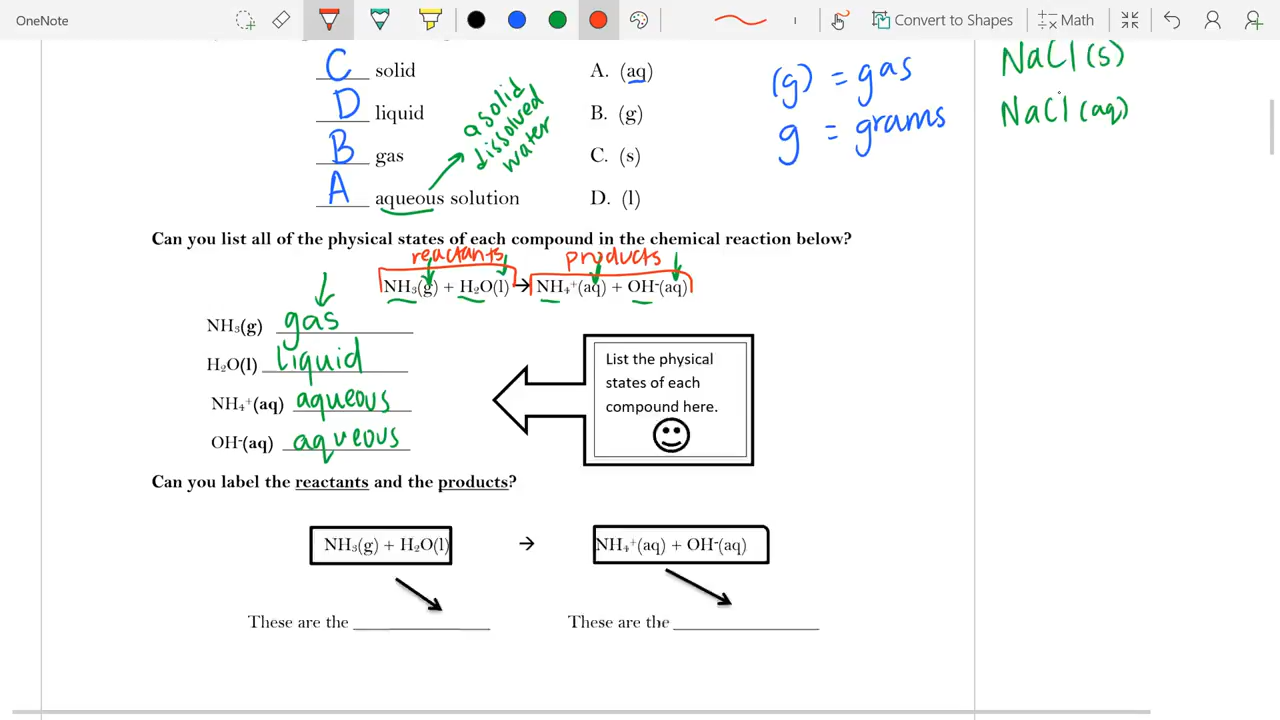 OneNote
Convert to Shapes
Math
C solid
A. (aq)
(g) = gas
NaCl(s)
D liquid
a solid
dissolved
water
B. (g)
g = grams
NaCl(aq)
B gas
C. (s)
A aqueous solution
D. (l)
Can you list all of the physical states of each compound in the chemical reaction below?
reactants products
NH₃(g) + H₂O(l) → NH₄⁺(aq) + OH⁻(aq)
NH₃(g) gas
H₂O(l) liquid
NH₄⁺(aq) aqueous
OH⁻(aq) aqueous
List the physical
states of each
compound here.
Can you label the reactants and the products?
NH₃(g) + H₂O(l) → NH₄⁺(aq) + OH⁻(aq)
These are the ______ These are the ______